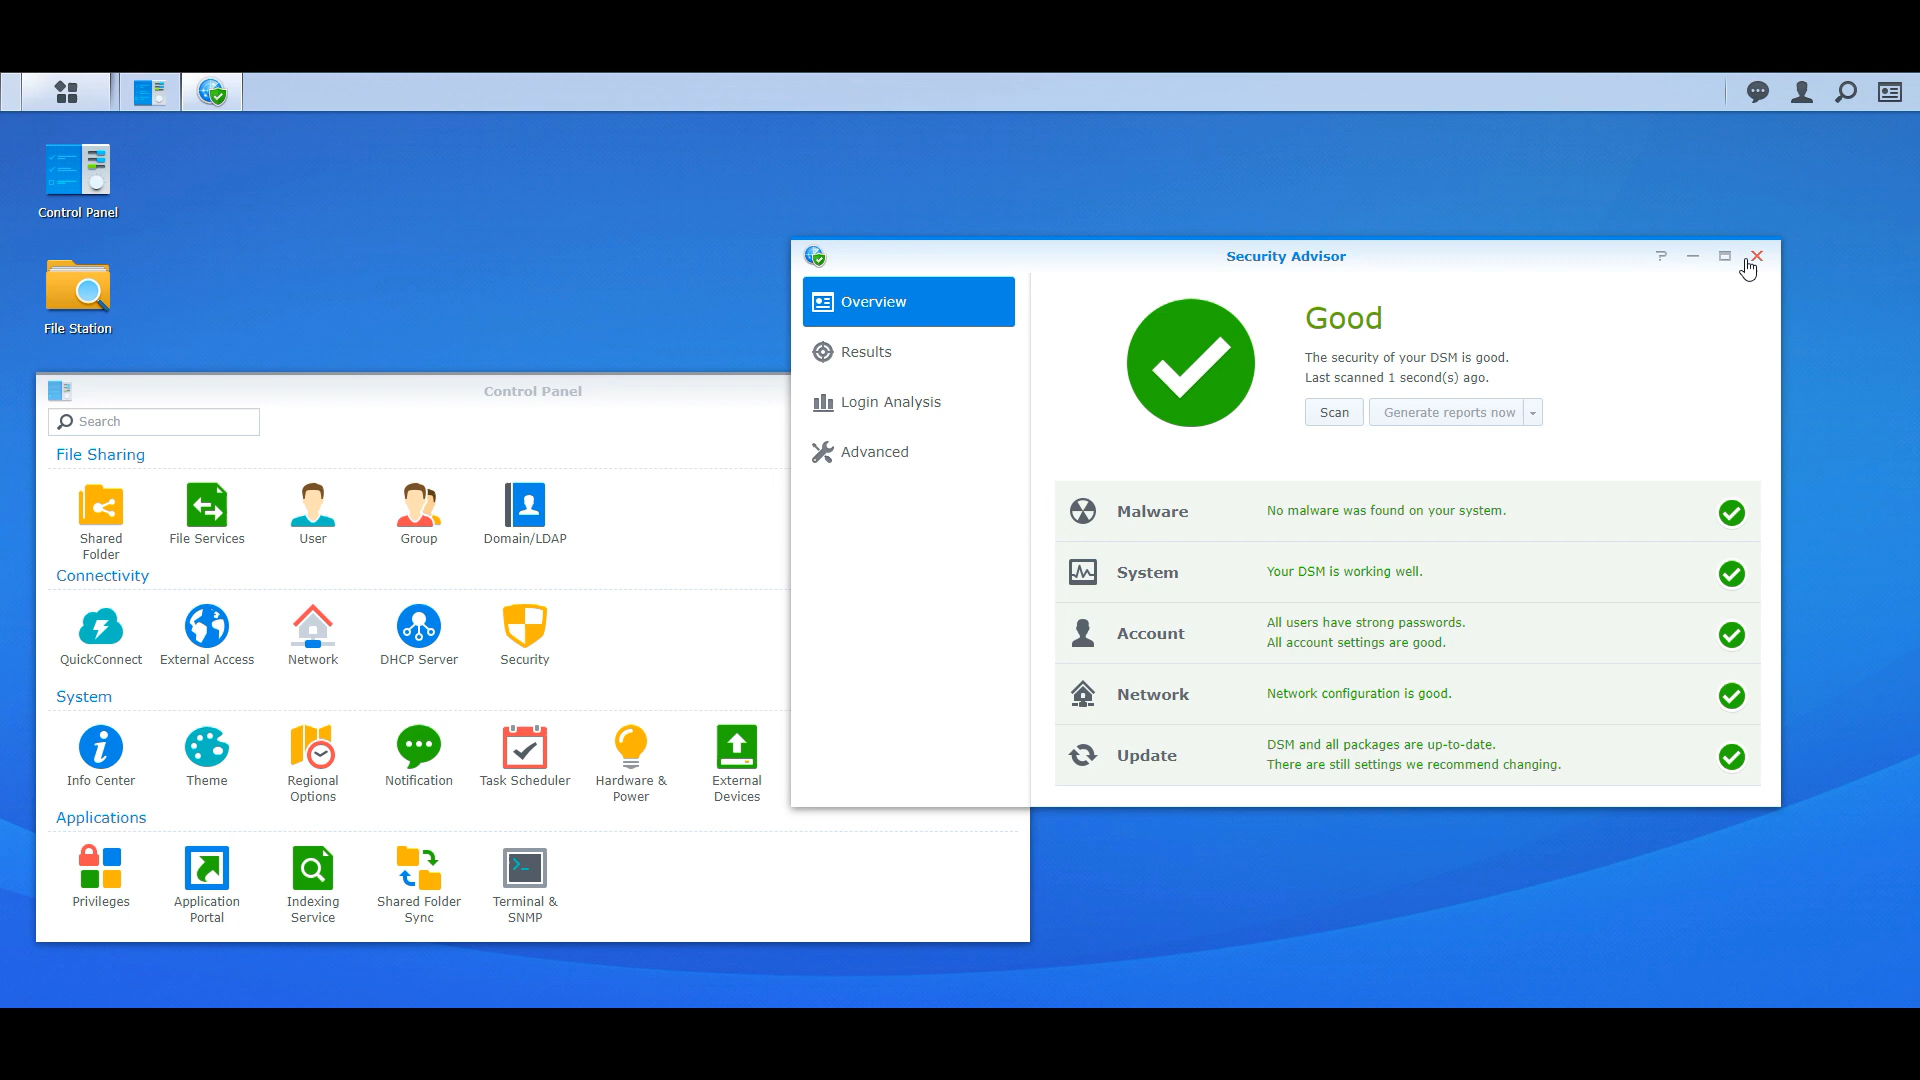 Control Panel
File Station
Control Panel
Search
File Sharing
Shared
Folder
File Services
User
Group
Domain/LDAP
Connectivity
QuickConnect
External Access
Network
DHCP Server
Security
System
Info Center
Theme
Regional
Options
Notification
Task Scheduler
Hardware &
Power
External
Devices
Applications
Privileges
Application
Portal
Indexing
Service
Shared Folder
Sync
Terminal &
SNMP
Security Advisor
Overview
Results
Login Analysis
Advanced
Good
The security of your DSM is good.
Last scanned 1 second(s) ago.
Scan
Generate reports now
Malware
No malware was found on your system.
System
Your DSM is working well.
Account
All users have strong passwords.
All account settings are good.
Network
Network configuration is good.
Update
DSM and all packages are up-to-date.
There are still settings we recommend changing.